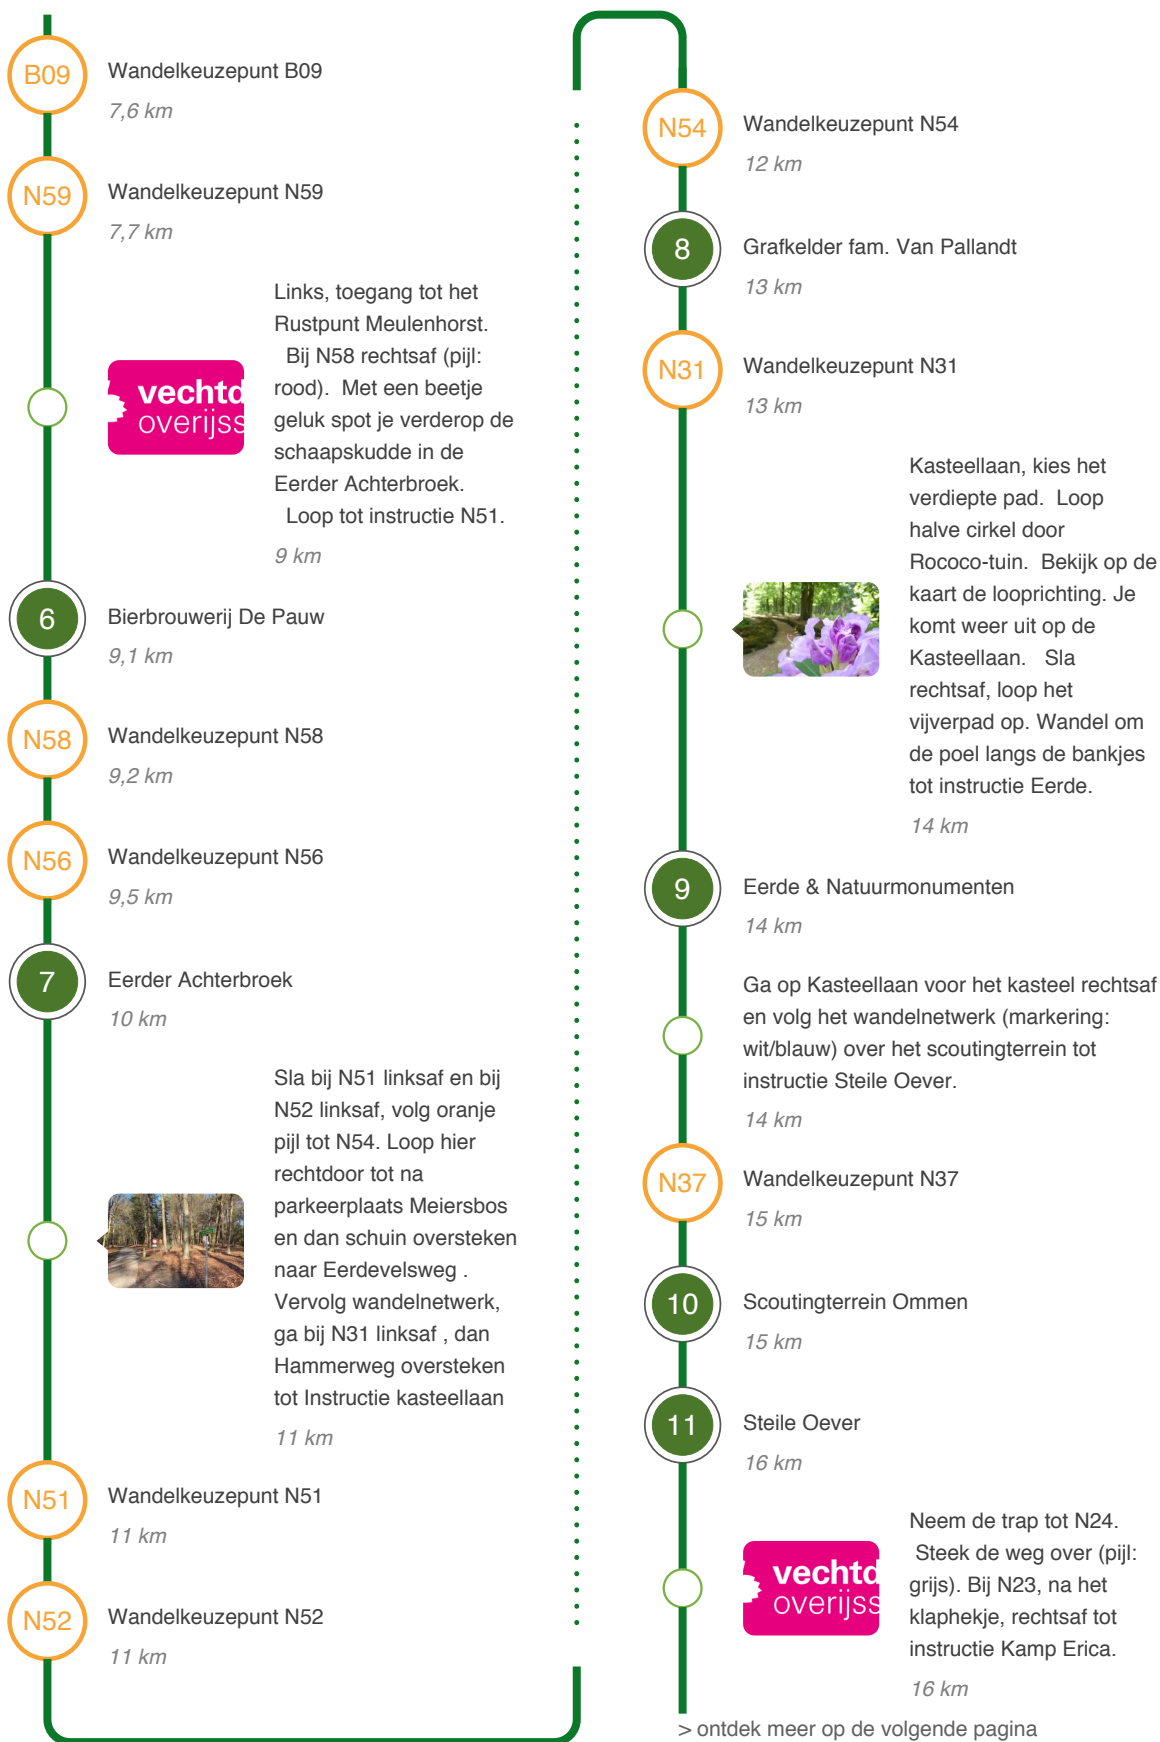 B09
Wandelkeuzepunt B09
7,6 km
N59
Wandelkeuzepunt N59
7,7 km
vechtd
overijss
Links, toegang tot het
Rustpunt Meulenhorst.
Bij N58 rechtsaf (pijl:
rood). Met een beetje
geluk spot je verderop de
schaapskudde in de
Eerder Achterbroek.
Loop tot instructie N51.
9 km
6
Bierbrouwerij De Pauw
9,1 km
N58
Wandelkeuzepunt N58
9,2 km
N56
Wandelkeuzepunt N56
9,5 km
7
Eerder Achterbroek
10 km
Sla bij N51 linksaf en bij
N52 linksaf, volg oranje
pijl tot N54. Loop hier
rechtdoor tot na
parkeerplaats Meiersbos
en dan schuin oversteken
naar Eerdevelsweg .
Vervolg wandelnetwerk,
ga bij N31 linksaf , dan
Hammerweg oversteken
tot Instructie kasteellaan
11 km
N51
Wandelkeuzepunt N51
11 km
N52
Wandelkeuzepunt N52
11 km
N54
Wandelkeuzepunt N54
12 km
8
Grafkelder fam. Van Pallandt
13 km
N31
Wandelkeuzepunt N31
13 km
Kasteellaan, kies het
verdiepte pad. Loop
halve cirkel door
Rococo-tuin. Bekijk op de
kaart de looprichting. Je
komt weer uit op de
Kasteellaan. Sla
rechtsaf, loop het
vijverpad op. Wandel om
de poel langs de bankjes
tot instructie Eerde.
14 km
9
Eerde & Natuurmonumenten
14 km
Ga op Kasteellaan voor het kasteel rechtsaf
en volg het wandelnetwerk (markering:
wit/blauw) over het scoutingterrein tot
instructie Steile Oever.
14 km
N37
Wandelkeuzepunt N37
15 km
10
Scoutingterrein Ommen
15 km
11
Steile Oever
16 km
vechtd
overijss
Neem de trap tot N24.
Steek de weg over (pijl:
grijs). Bij N23, na het
klaphekje, rechtsaf tot
instructie Kamp Erica.
16 km
> ontdek meer op de volgende pagina